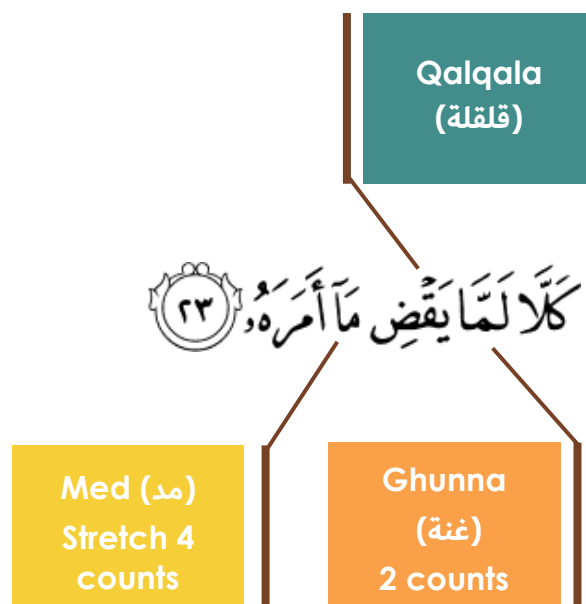 Qalqala
(قلقلة)
كَلَّا لَمَّا يَقۡضِ مَآ أَمَرَهُۥ ٢٣
Med (مد)
Stretch 4
counts
Ghunna
(غنة)
2 counts